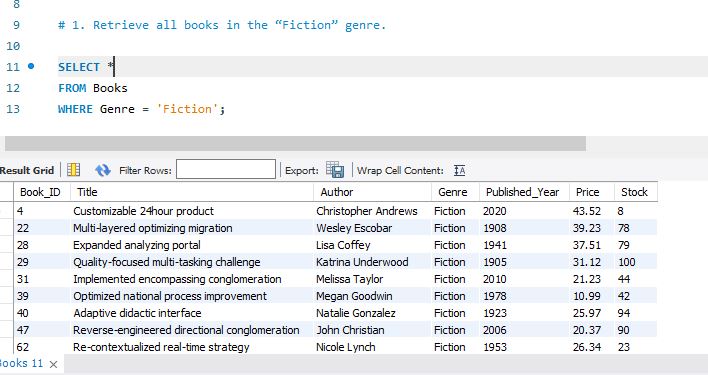 8
9 # 1. Retrieve all books in the “Fiction” genre.
10
11 SELECT *
12 FROM Books
13 WHERE Genre = 'Fiction';
Result Grid Filter Rows: Export: Wrap Cell Content: IA
Book_ID Title Author Genre Published_Year Price Stock
4 Customizable 24hour product Christopher Andrews Fiction 2020 43.52 8
22 Multi-layered optimizing migration Wesley Escobar Fiction 1908 39.23 78
28 Expanded analyzing portal Lisa Coffey Fiction 1941 37.51 79
29 Quality-focused multi-tasking challenge Katrina Underwood Fiction 1905 31.12 100
31 Implemented encompassing conglomeration Melissa Taylor Fiction 2010 21.23 44
39 Optimized national process improvement Megan Goodwin Fiction 1978 10.99 42
40 Adaptive didactic interface Natalie Gonzalez Fiction 1923 25.97 94
47 Reverse-engineered directional conglomeration John Christian Fiction 2006 20.37 90
62 Re-contextualized real-time strategy Nicole Lynch Fiction 1953 26.34 23
ooks 11